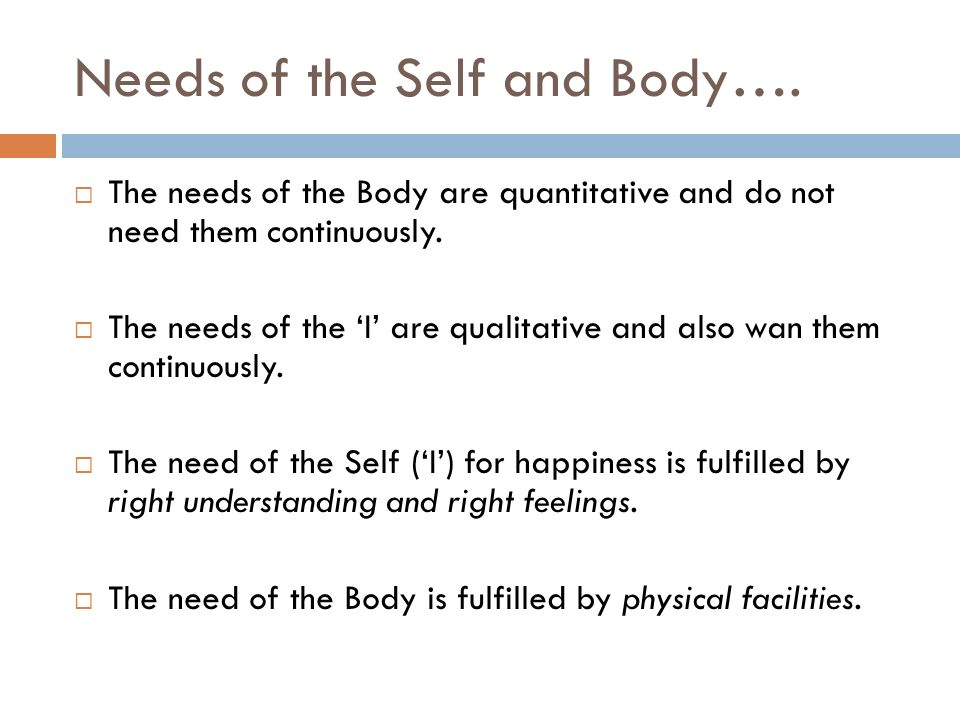 Needs of the Self and Body….
The needs of the Body are quantitative and do not
need them continuously.
The needs of the ‘I’ are qualitative and also wan them
continuously.
The need of the Self (‘I’) for happiness is fulfilled by
right understanding and right feelings.
The need of the Body is fulfilled by physical facilities.